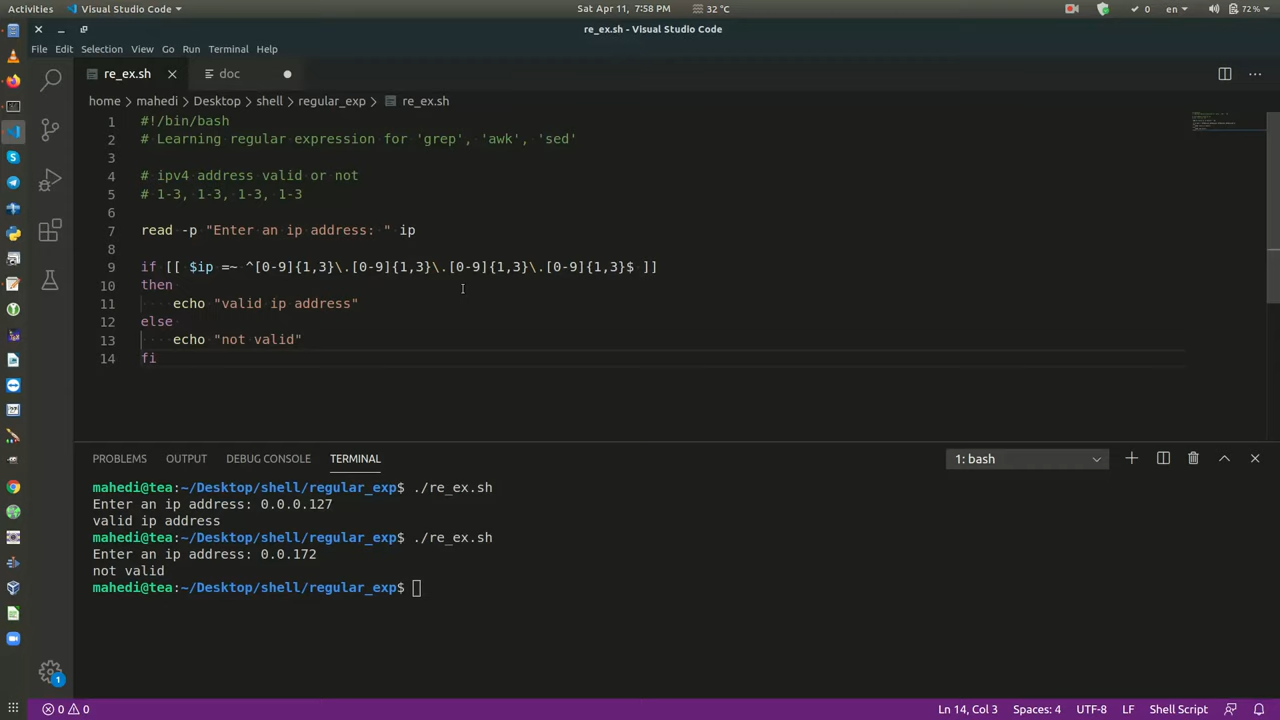 Activities Visual Studio Code Sat Apr 11, 7:58 PM 32 °C 0 en 72 %
re_ex.sh - Visual Studio Code
File Edit Selection View Go Run Terminal Help
re_ex.sh doc
home > mahedi > Desktop > shell > regular_exp > re_ex.sh
1 #!/bin/bash
2 # Learning regular expression for 'grep', 'awk', 'sed'
3
4 # ipv4 address valid or not
5 # 1-3, 1-3, 1-3, 1-3
6
7 read -p "Enter an ip address: " ip
8
9 if [[ $ip =~ ^[0-9]{1,3}\.[0-9]{1,3}\.[0-9]{1,3}\.[0-9]{1,3}$ ]]
10 then
11 echo "valid ip address"
12 else
13 echo "not valid"
14 fi
PROBLEMS OUTPUT DEBUG CONSOLE TERMINAL 1: bash
mahedi@tea:~/Desktop/shell/regular_exp$ ./re_ex.sh
Enter an ip address: 0.0.0.127
valid ip address
mahedi@tea:~/Desktop/shell/regular_exp$ ./re_ex.sh
Enter an ip address: 0.0.172
not valid
mahedi@tea:~/Desktop/shell/regular_exp$
1
0 0 Ln 14, Col 3 Spaces: 4 UTF-8 LF Shell Script